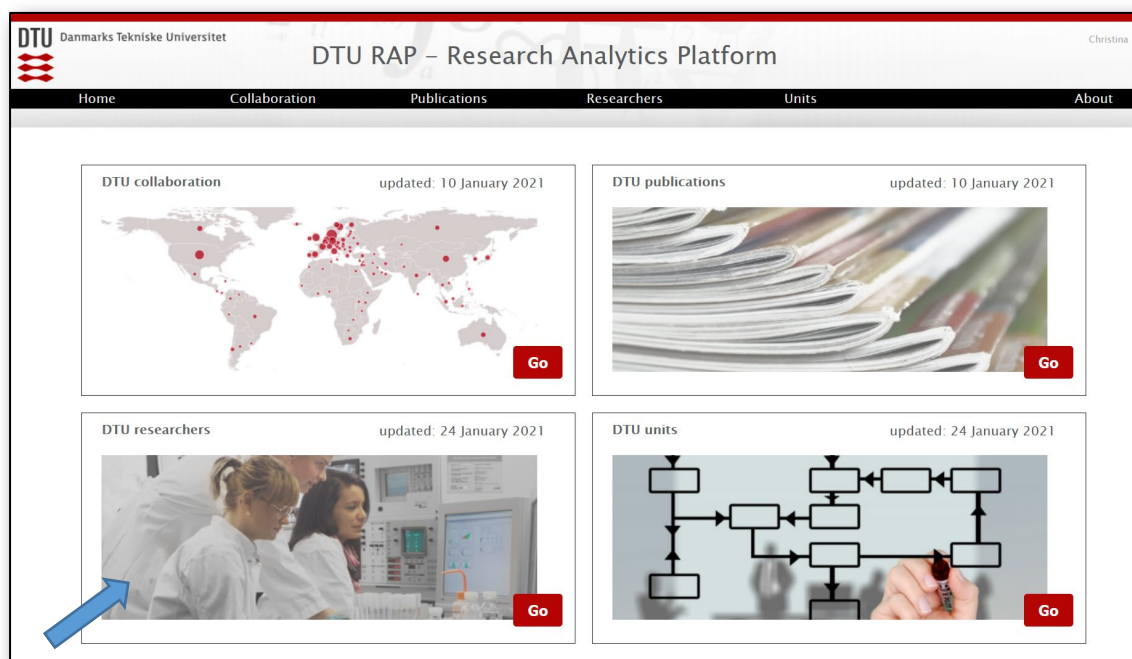 DTU Danmarks Tekniske Universitet
DTU RAP – Research Analytics Platform
Christina
Home Collaboration Publications Researchers Units About
DTU collaboration updated: 10 January 2021
Go
DTU publications updated: 10 January 2021
Go
DTU researchers updated: 24 January 2021
Go
DTU units updated: 24 January 2021
Go